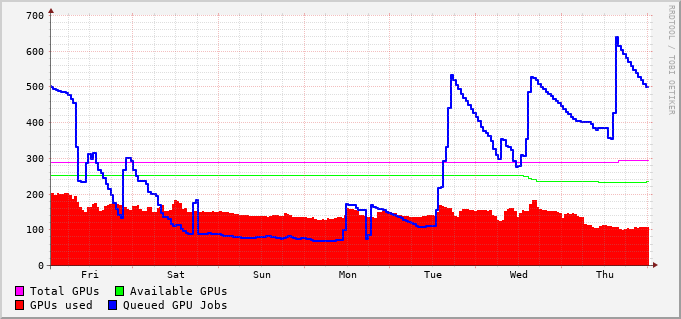 700
600
500
400
300
200
100
0
Fri Sat Sun Mon Tue Wed Thu
Total GPUs Available GPUs
GPUs used Queued GPU Jobs
RRDTOOL / TOBI OETIKER